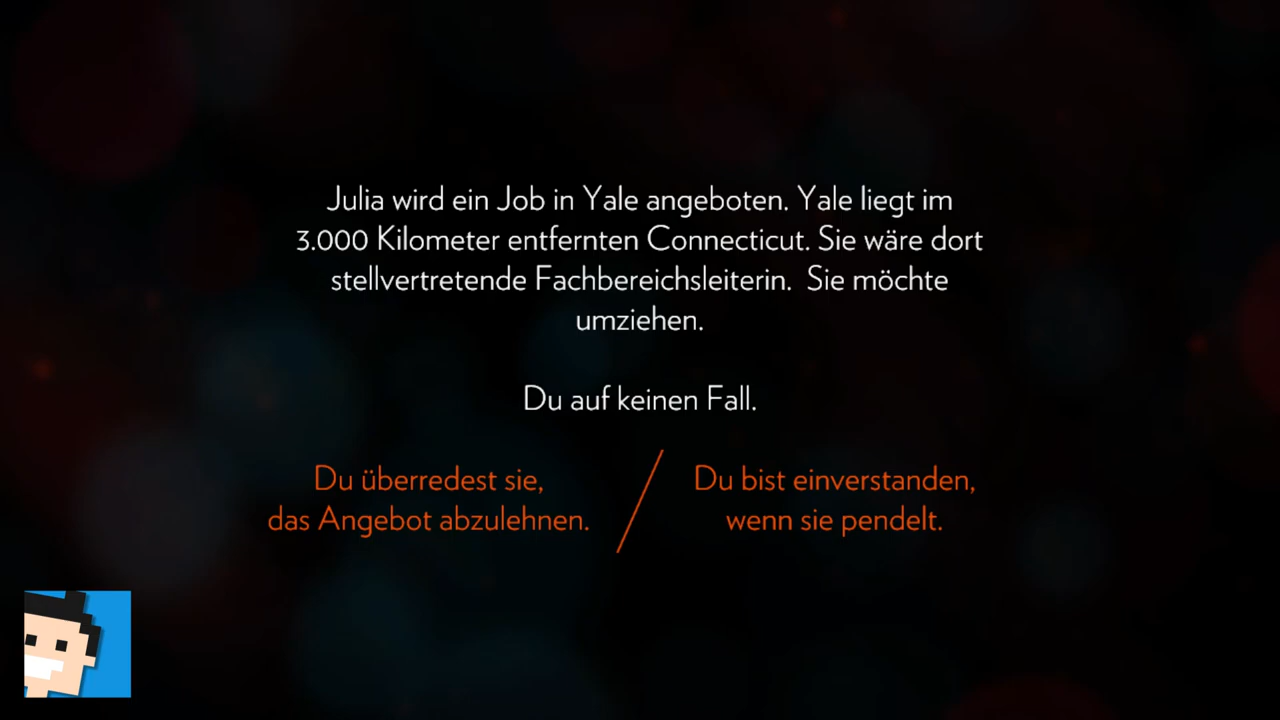 Julia wird ein Job in Yale angeboten. Yale liegt im
3.000 Kilometer entfernten Connecticut. Sie wäre dort
stellvertretende Fachbereichsleiterin. Sie möchte
umziehen.
Du auf keinen Fall.
Du überredest sie,
das Angebot abzulehnen.
Du bist einverstanden,
wenn sie pendelt.